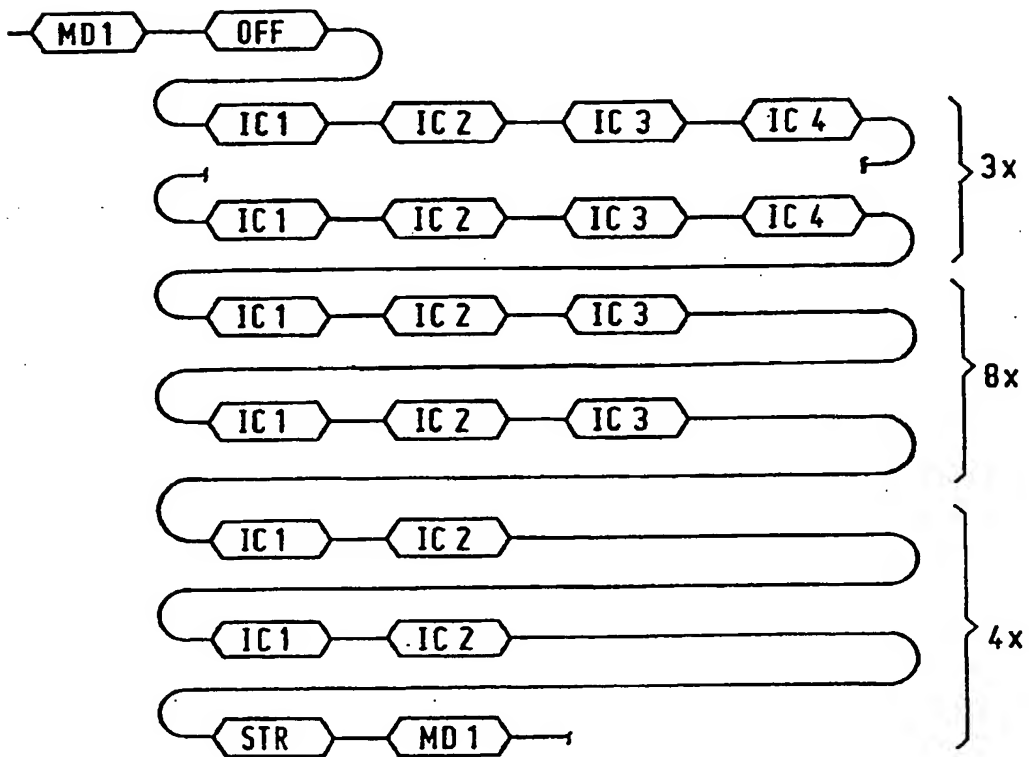 MD1 OFF
IC1 IC2 IC3 IC4
3x
IC1 IC2 IC3 IC4
IC1 IC2 IC3
8x
IC1 IC2 IC3
IC1 IC2
IC1 IC2
4x
STR MD1